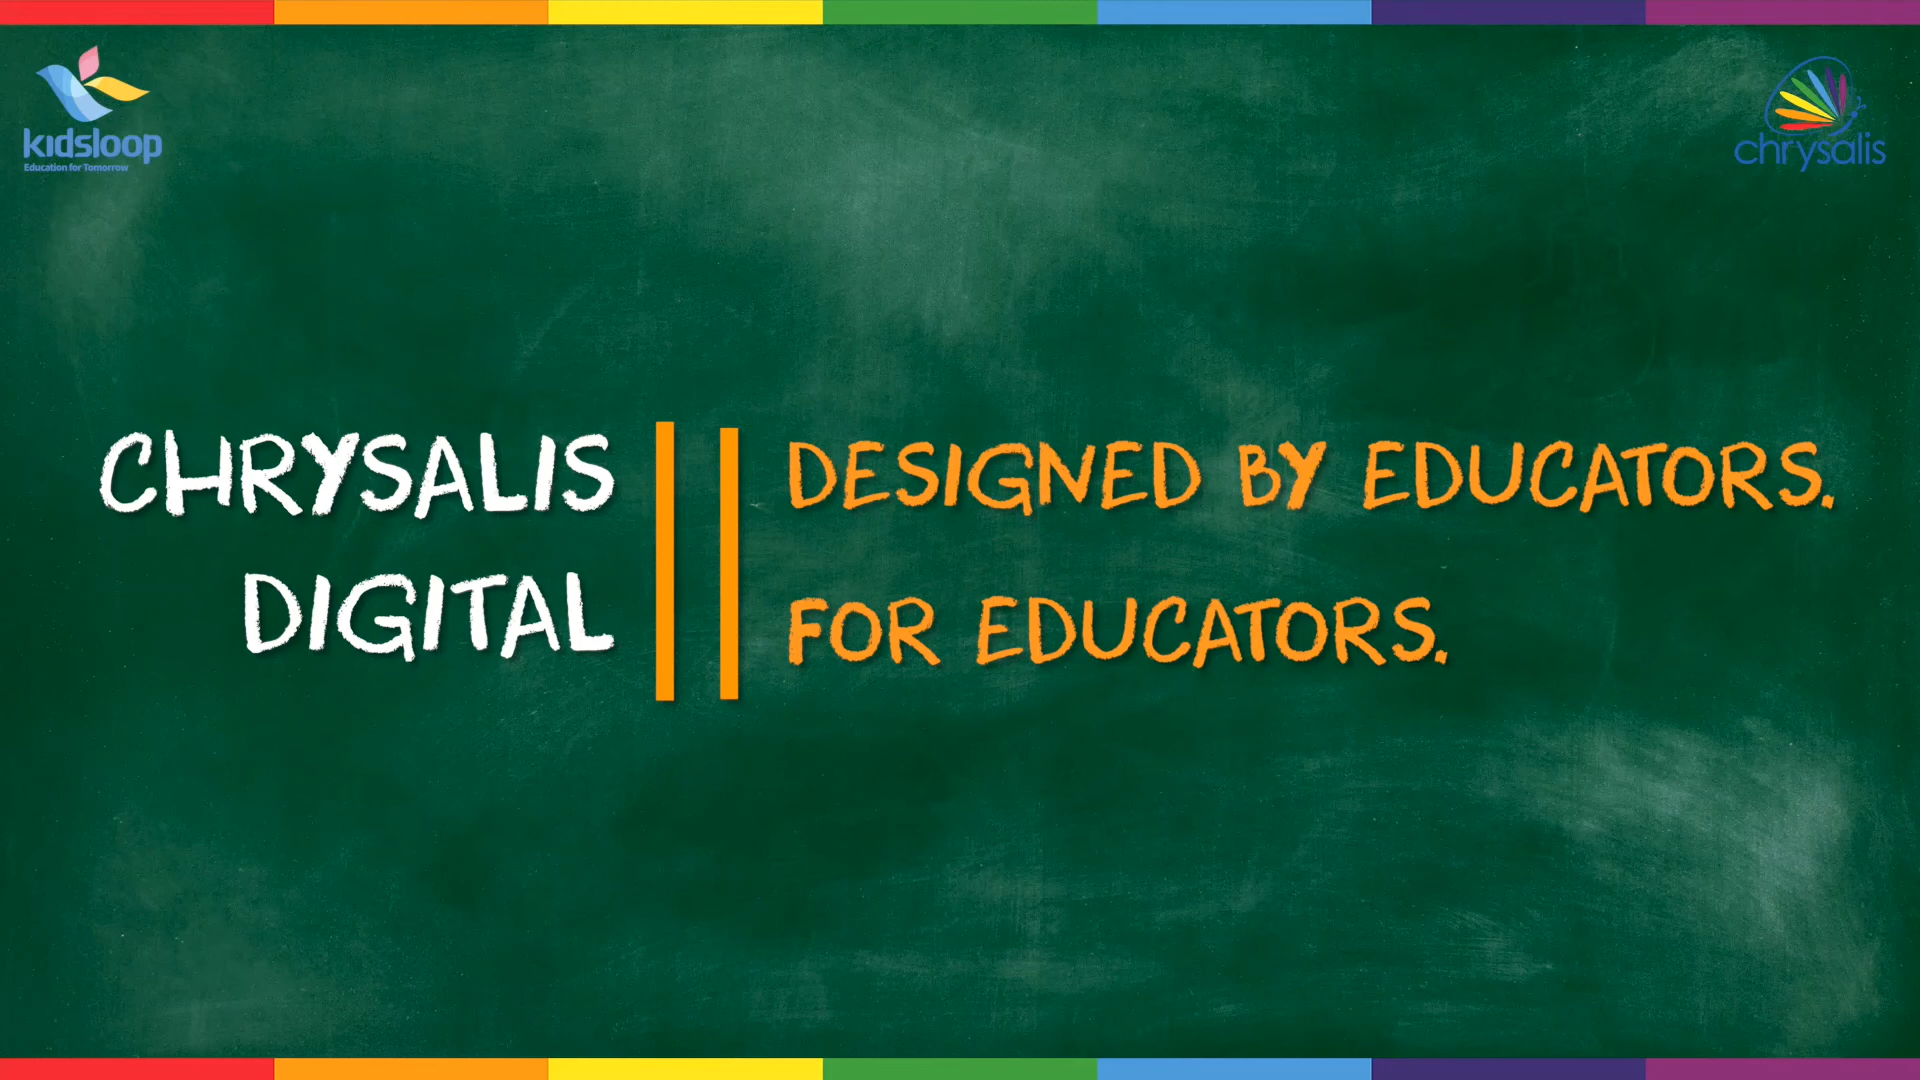 kidsloop
Education for Tomorrow
chrysalis
CHRYSALIS
DIGITAL
DESIGNED BY EDUCATORS.
FOR EDUCATORS.